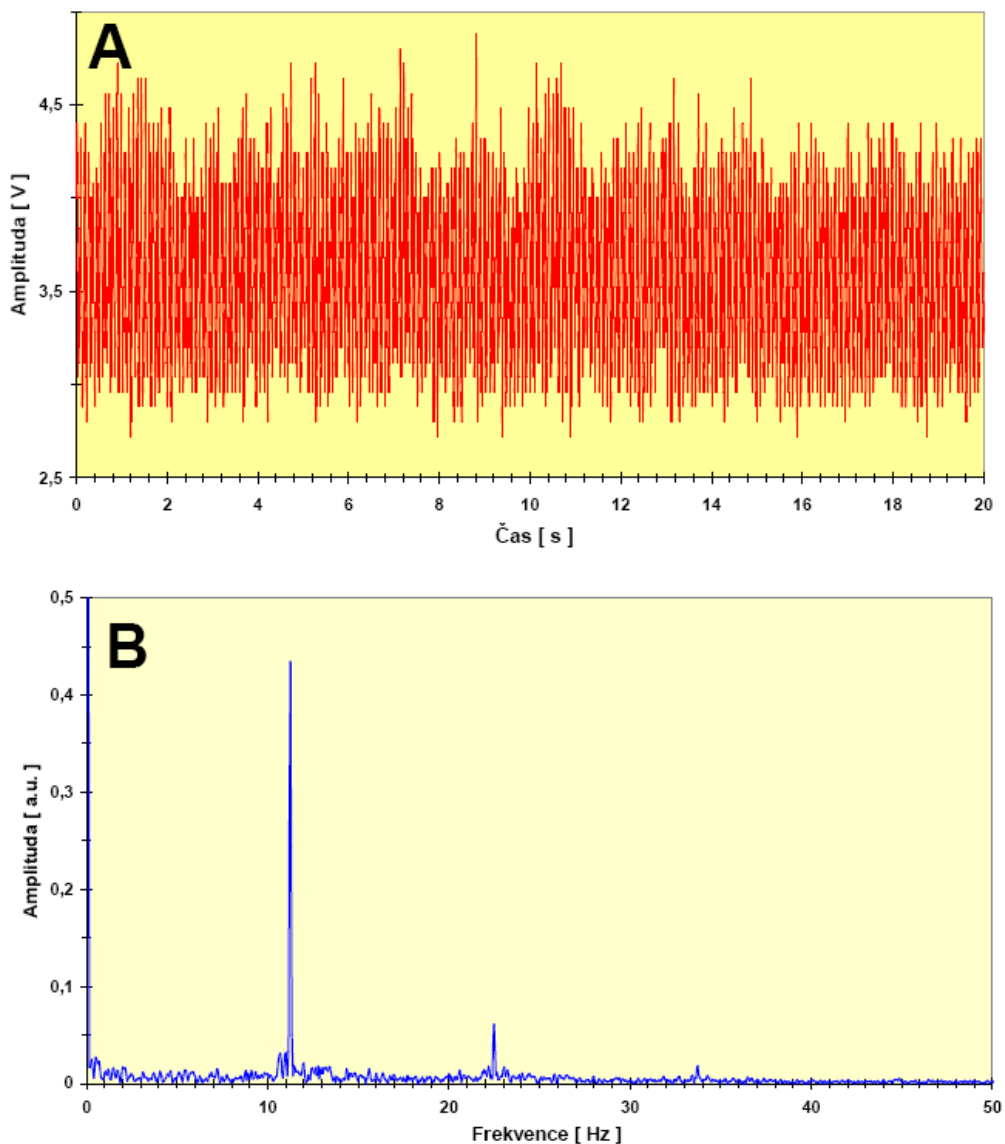 A
4,5
3,5
2,5
Amplituda [ V ]
0 2 4 6 8 10 12 14 16 18 20
Čas [ s ]
B
0,5
0,4
0,3
0,2
0,1
0
Amplituda [ a.u. ]
0 10 20 30 40 50
Frekvence [ Hz ]